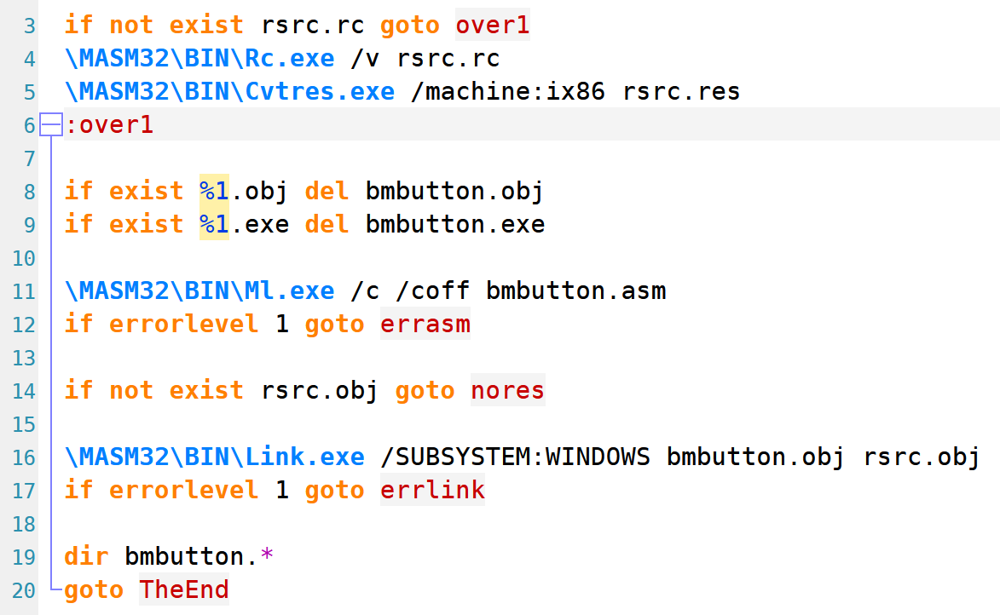 3 if not exist rsrc.rc goto over1
4 \MASM32\BIN\Rc.exe /v rsrc.rc
5 \MASM32\BIN\Cvtres.exe /machine:ix86 rsrc.res
6 :over1
7
8 if exist %1.obj del bmbutton.obj
9 if exist %1.exe del bmbutton.exe
10
11 \MASM32\BIN\Ml.exe /c /coff bmbutton.asm
12 if errorlevel 1 goto errasm
13
14 if not exist rsrc.obj goto nores
15
16 \MASM32\BIN\Link.exe /SUBSYSTEM:WINDOWS bmbutton.obj rsrc.obj
17 if errorlevel 1 goto errlink
18
19 dir bmbutton.*
20 goto TheEnd